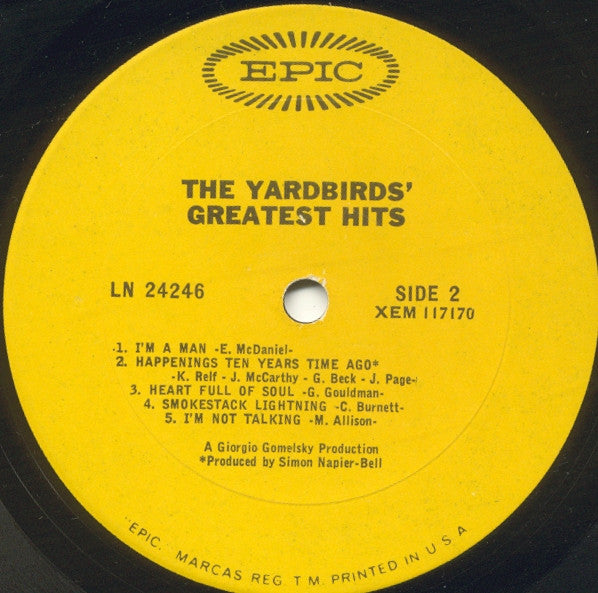 EPIC
THE YARDBIRDS'
GREATEST HITS
LN 24246
SIDE 2
XEM 117170
1. I'M A MAN -E. McDaniel-
2. HAPPENINGS TEN YEARS TIME AGO*
-K. Relf - J. McCarthy - G. Beck - J. Page-
3. HEART FULL OF SOUL -G. Gouldman-
4. SMOKESTACK LIGHTNING -C. Burnett-
5. I'M NOT TALKING -M. Allison-
A Giorgio Gomelsky Production
*Produced by Simon Napier-Bell
"EPIC. MARCAS REG T M. PRINTED IN U S A